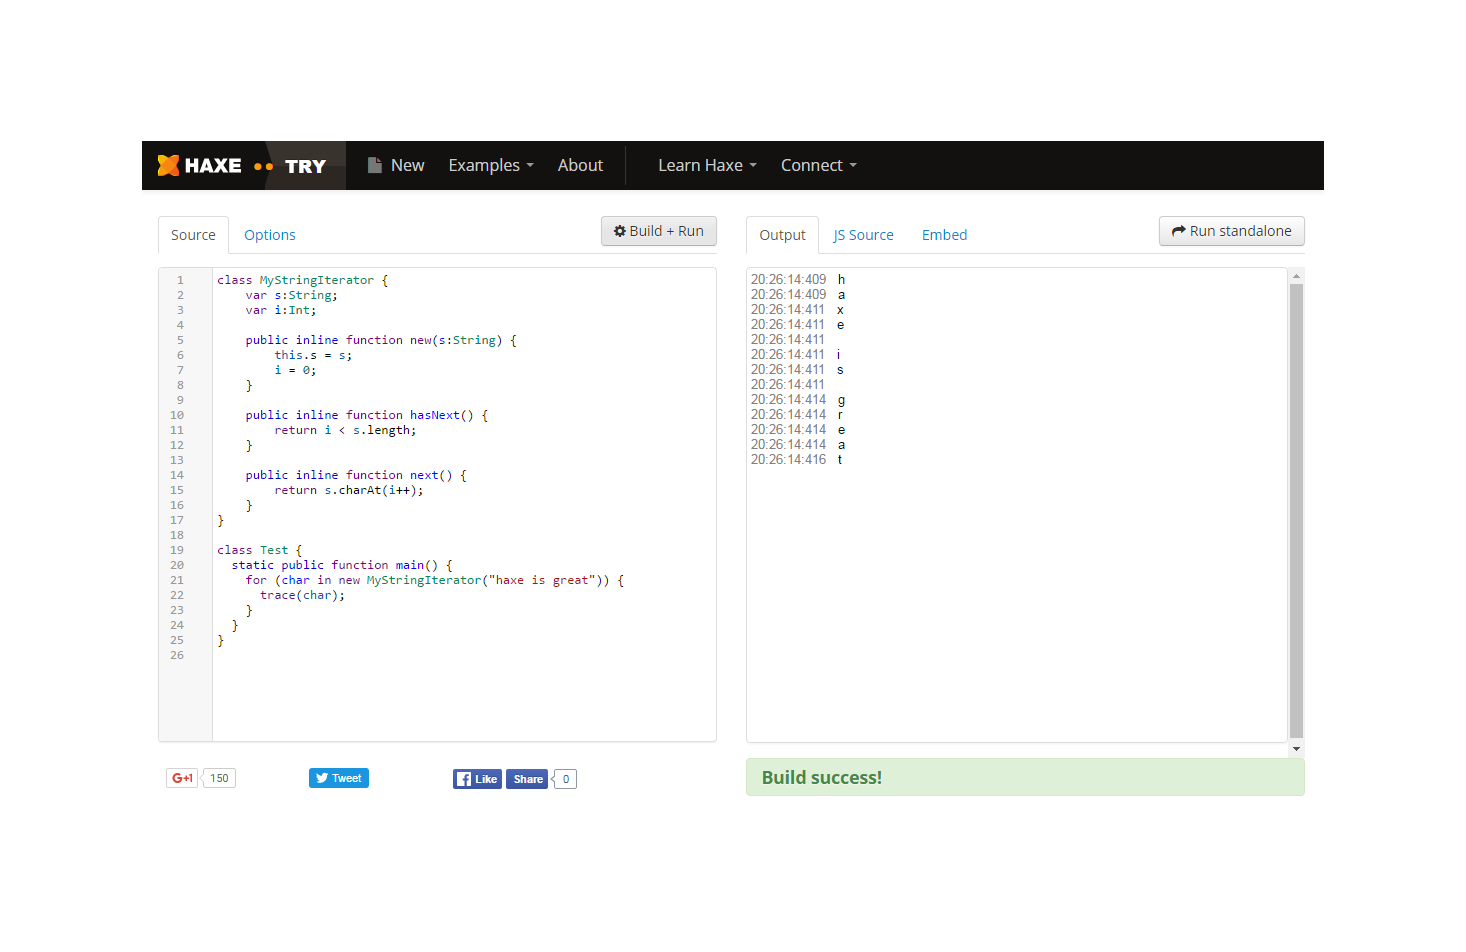 HAXE TRY New Examples About Learn Haxe Connect
Source Options Build + Run
1 class MyStringIterator {
2 var s:String;
3 var i:Int;
4
5 public inline function new(s:String) {
6 this.s = s;
7 i = 0;
8 }
9
10 public inline function hasNext() {
11 return i < s.length;
12 }
13
14 public inline function next() {
15 return s.charAt(i++);
16 }
17 }
18
19 class Test {
20 static public function main() {
21 for (char in new MyStringIterator("haxe is great")) {
22 trace(char);
23 }
24 }
25 }
26
G+1 150 Tweet Like Share 0
Output JS Source Embed Run standalone
20:26:14:409 h
20:26:14:409 a
20:26:14:411 x
20:26:14:411 e
20:26:14:411
20:26:14:411 i
20:26:14:411 s
20:26:14:411
20:26:14:414 g
20:26:14:414 r
20:26:14:414 e
20:26:14:414 a
20:26:14:416 t
Build success!